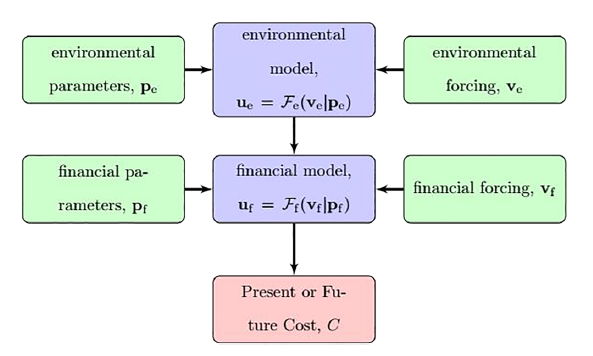 environmental
parameters, pₑ
environmental
model,
uₑ = ℱₑ(vₑ|pₑ)
environmental
forcing, vₑ
financial pa-
rameters, p_f
financial model,
u_f = ℱ_f(v_f|p_f)
financial forcing, v_f
Present or Fu-
ture Cost, C